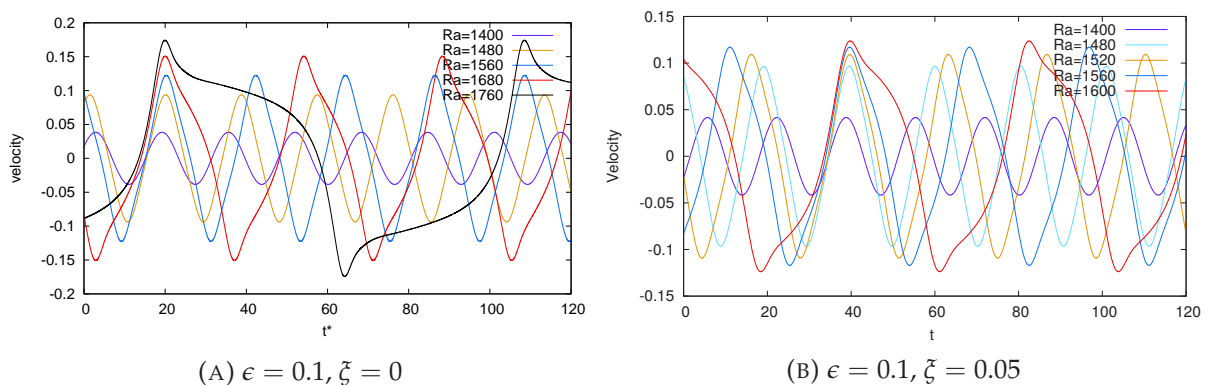 0.2
0.15
0.1
0.05
0
-0.05
-0.1
-0.15
-0.2
velocity
0 20 40 60 80 100 120
t*
Ra=1400
Ra=1480
Ra=1560
Ra=1680
Ra=1760
(A) ϵ = 0.1, ξ = 0
0.15
0.1
0.05
0
-0.05
-0.1
-0.15
Velocity
0 20 40 60 80 100 120
t
Ra=1400
Ra=1480
Ra=1520
Ra=1560
Ra=1600
(B) ϵ = 0.1, ξ = 0.05